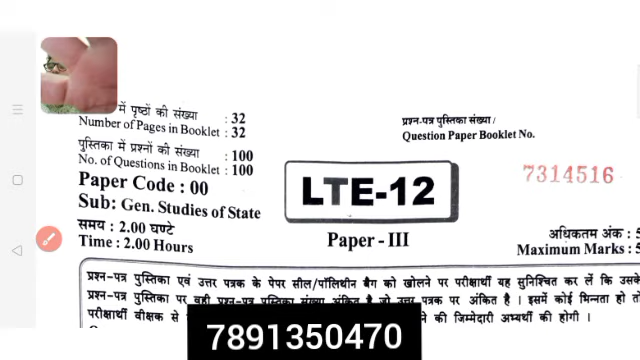 में पृष्ठों की संख्या : 32
Number of Pages in Booklet : 32
पुस्तिका में प्रश्नों की संख्या : 100
No. of Questions in Booklet : 100
Paper Code : 00
Sub: Gen. Studies of State
समय : 2.00 घण्टे
Time : 2.00 Hours
LTE-12
Paper - III
प्रश्न-पत्र पुस्तिका संख्या /
Question Paper Booklet No.
7314516
अधिकतम अंक : 5
Maximum Marks : 5
प्रश्न-पत्र पुस्तिका एवं उत्तर पत्रक के पेपर सील/पॉलिथीन बैग को खोलने पर परीक्षार्थी यह सुनिश्चित कर लें कि उसके
प्रश्न-पत्र पुस्तिका पर वही प्रश्न-पत्र पुस्तिका संख्या अंकित है जो उत्तर पत्रक पर अंकित है । इसमें कोई भिन्नता हो तो
परीक्षार्थी वीक्षक से की जिम्मेदारी अभ्यर्थी की होगी ।
7891350470